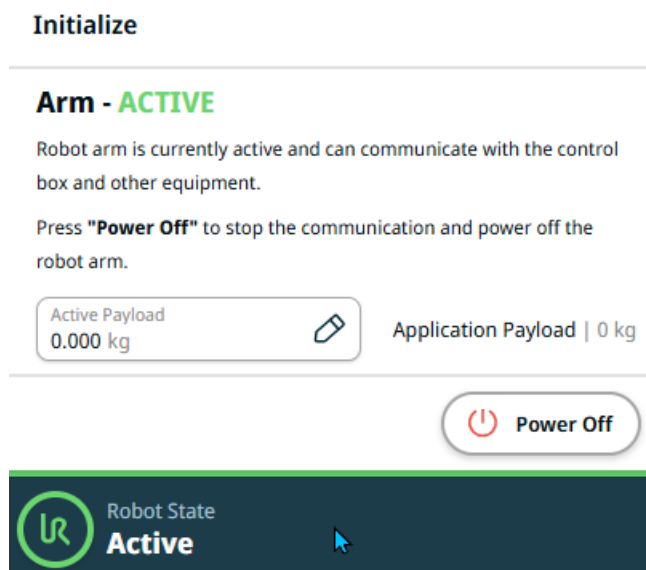 Initialize
Arm - ACTIVE
Robot arm is currently active and can communicate with the control
box and other equipment.
Press "Power Off" to stop the communication and power off the
robot arm.
Active Payload
0.000 kg
Application Payload | 0 kg
Power Off
UR
Robot State
Active